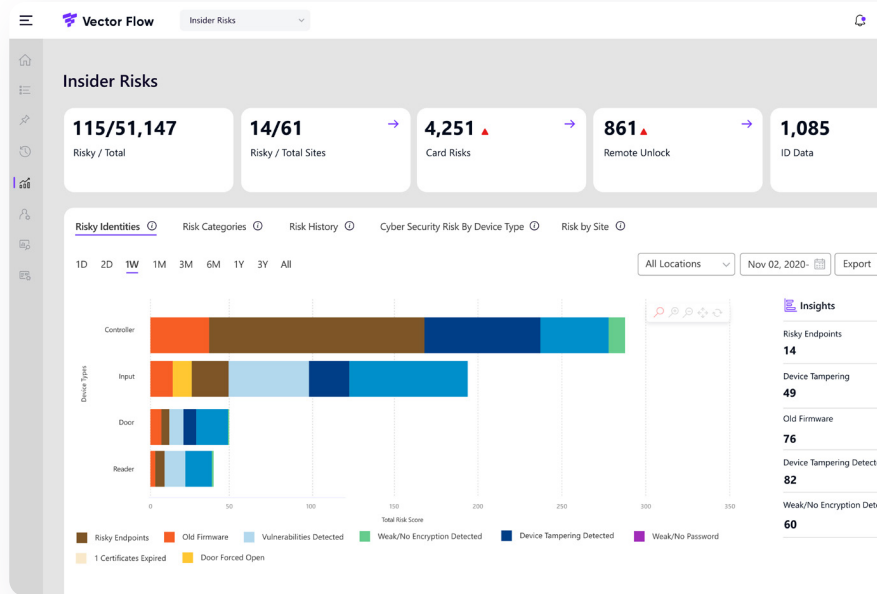 Vector Flow
Insider Risks
Insider Risks
115/51,147
Risky / Total
14/61
Risky / Total Sites
4,251
Card Risks
861
Remote Unlock
1,085
ID Data
Risky Identities
Risk Categories
Risk History
Cyber Security Risk By Device Type
Risk by Site
1D 2D 1W 1M 3M 6M 1Y 3Y All
All Locations
Nov 02, 2020-
Export
Device Types
Controller
Input
Door
Reader
0 50 100 150 200 250 300 350
Total Risk Score
Risky Endpoints
Old Firmware
Vulnerabilities Detected
Weak/No Encryption Detected
Device Tampering Detected
Weak/No Password
1 Certificates Expired
Door Forced Open
Insights
Risky Endpoints
14
Device Tampering
49
Old Firmware
76
Device Tampering Detecte
82
Weak/No Encryption Dete
60